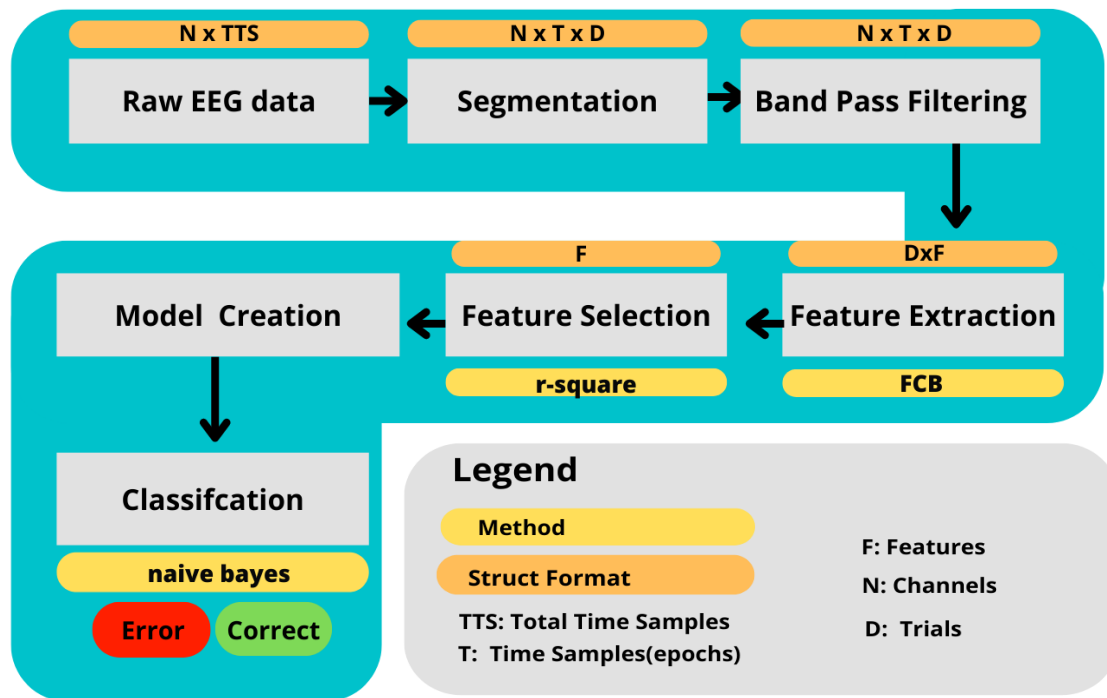 N x TTS
N x T x D
N x T x D
Raw EEG data
Segmentation
Band Pass Filtering
F
DxF
Model Creation
Feature Selection
Feature Extraction
r-square
FCB
Classifcation
naive bayes
Error
Correct
Legend
Method
Struct Format
TTS: Total Time Samples
T: Time Samples(epochs)
F: Features
N: Channels
D: Trials